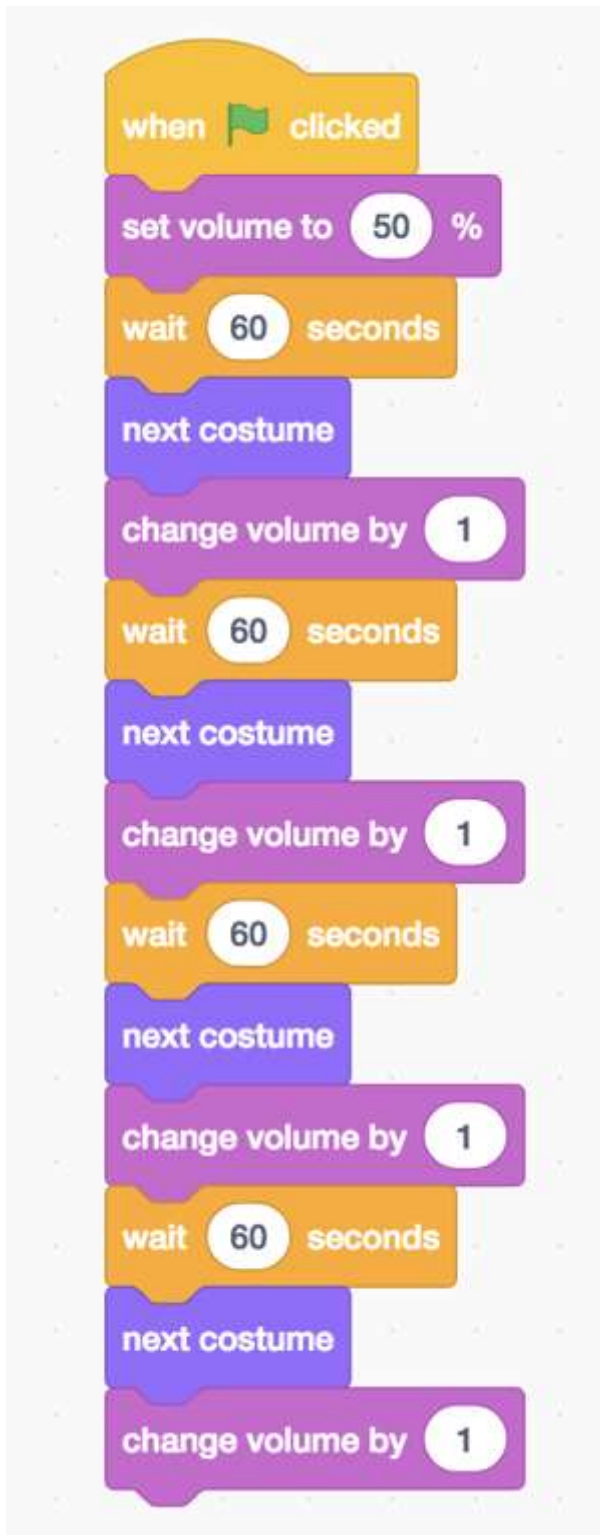 when clicked
set volume to 50 %
wait 60 seconds
next costume
change volume by 1
wait 60 seconds
next costume
change volume by 1
wait 60 seconds
next costume
change volume by 1
wait 60 seconds
next costume
change volume by 1